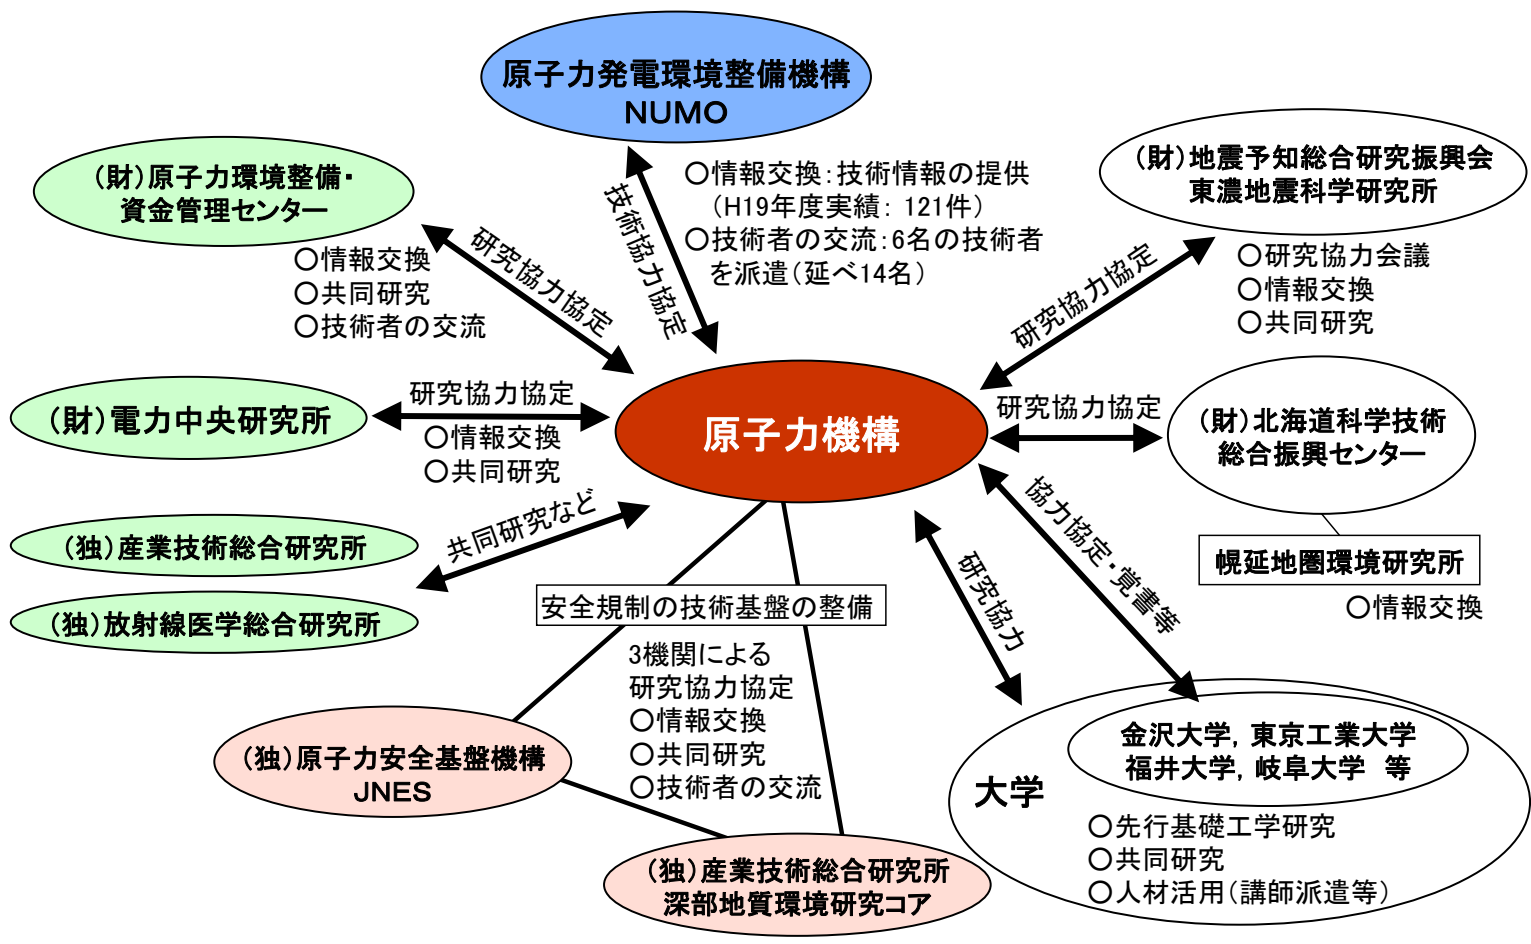 原子力発電環境整備機構
NUMO
（財）原子力環境整備・
資金管理センター
（財）地震予知総合研究振興会
東濃地震科学研究所
技術協力協定
○情報交換：技術情報の提供
（H19年度実績： 121件）
○技術者の交流：6名の技術者
を派遣（延べ14名）
研究協力協定
○情報交換
○共同研究
○技術者の交流
研究協力協定
○研究協力会議
○情報交換
○共同研究
（財）電力中央研究所
研究協力協定
○情報交換
○共同研究
原子力機構
研究協力協定
（財）北海道科学技術
総合振興センター
幌延地圏環境研究所
○情報交換
（独）産業技術総合研究所
（独）放射線医学総合研究所
共同研究など
安全規制の技術基盤の整備
3機関による
研究協力協定
○情報交換
○共同研究
○技術者の交流
（独）原子力安全基盤機構
JNES
（独）産業技術総合研究所
深部地質環境研究コア
研究協力
協力協定・覚書等
大学
金沢大学，東京工業大学
福井大学，岐阜大学　等
○先行基礎工学研究
○共同研究
○人材活用（講師派遣等）